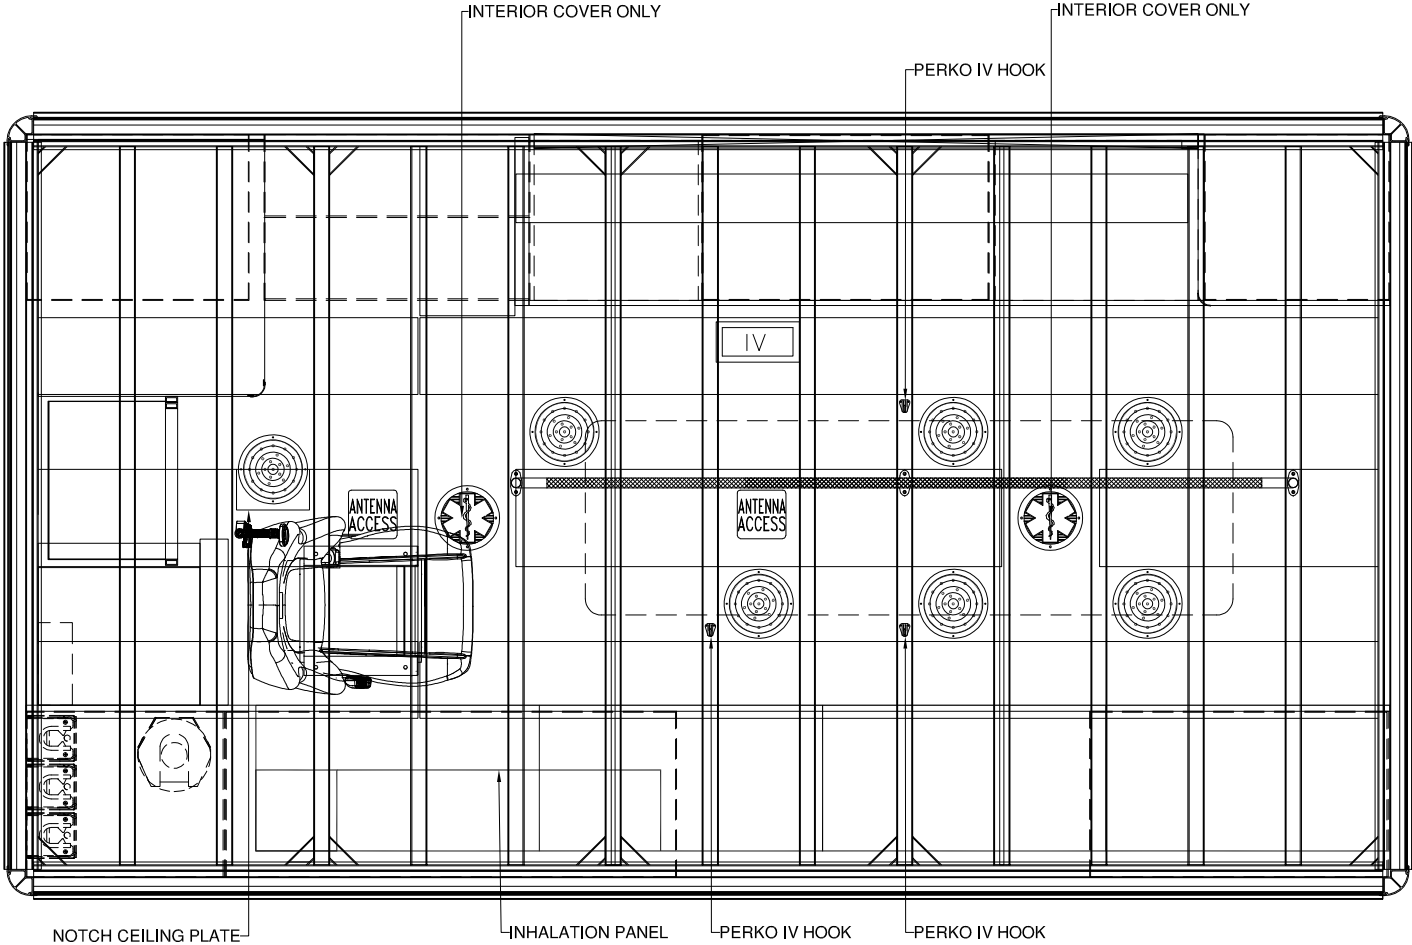 INTERIOR COVER ONLY
INTERIOR COVER ONLY
PERKO IV HOOK
IV
ANTENNA
ACCESS
ANTENNA
ACCESS
NOTCH CEILING PLATE
INHALATION PANEL
PERKO IV HOOK
PERKO IV HOOK